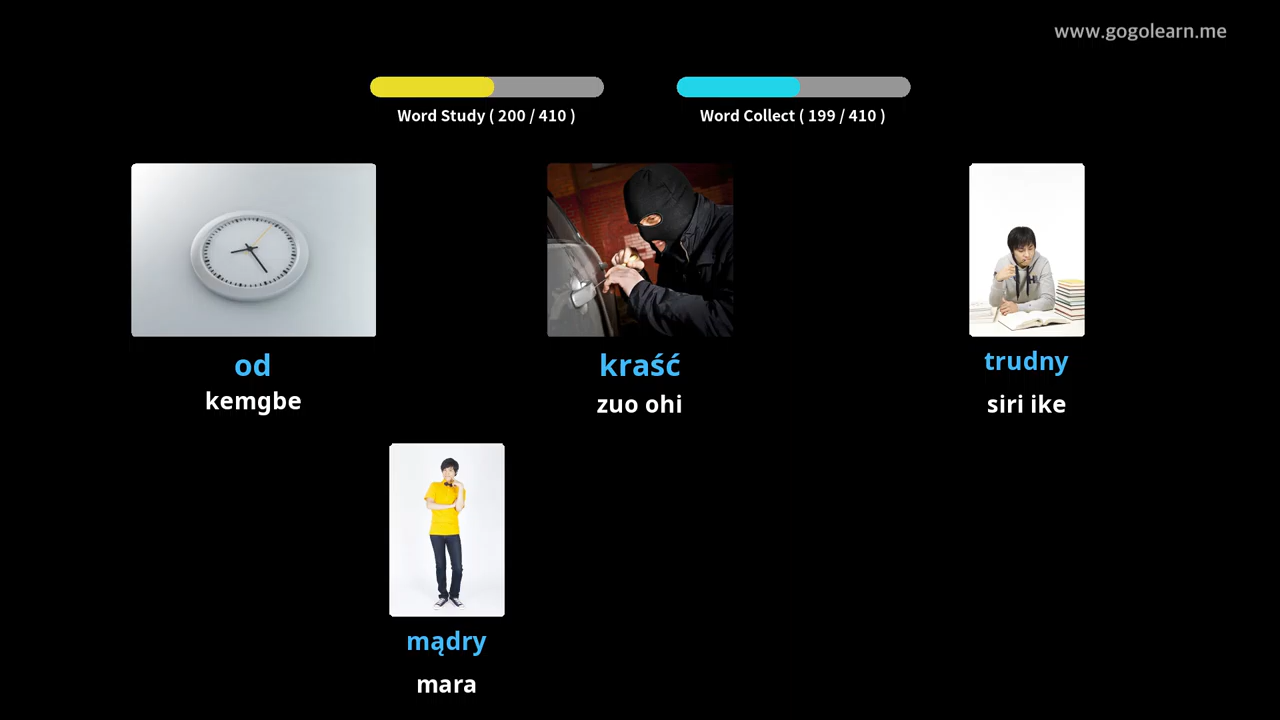 www.gogolearn.me
Word Study ( 200 / 410 )
Word Collect ( 199 / 410 )
od
kemgbe
kraść
zuo ohi
trudny
siri ike
mądry
mara